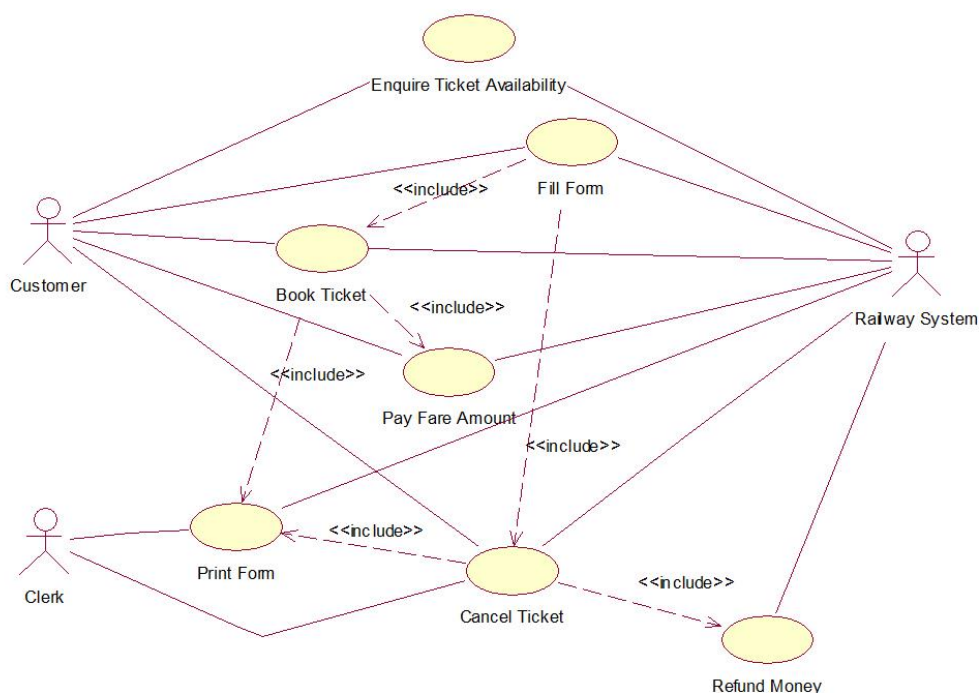 Enquire Ticket Availability
Fill Form
<<include>>
Customer
Book Ticket
<<include>>
Railway System
<<include>>
Pay Fare Amount
<<include>>
<<include>>
Print Form
Clerk
<<include>>
Cancel Ticket
Refund Money